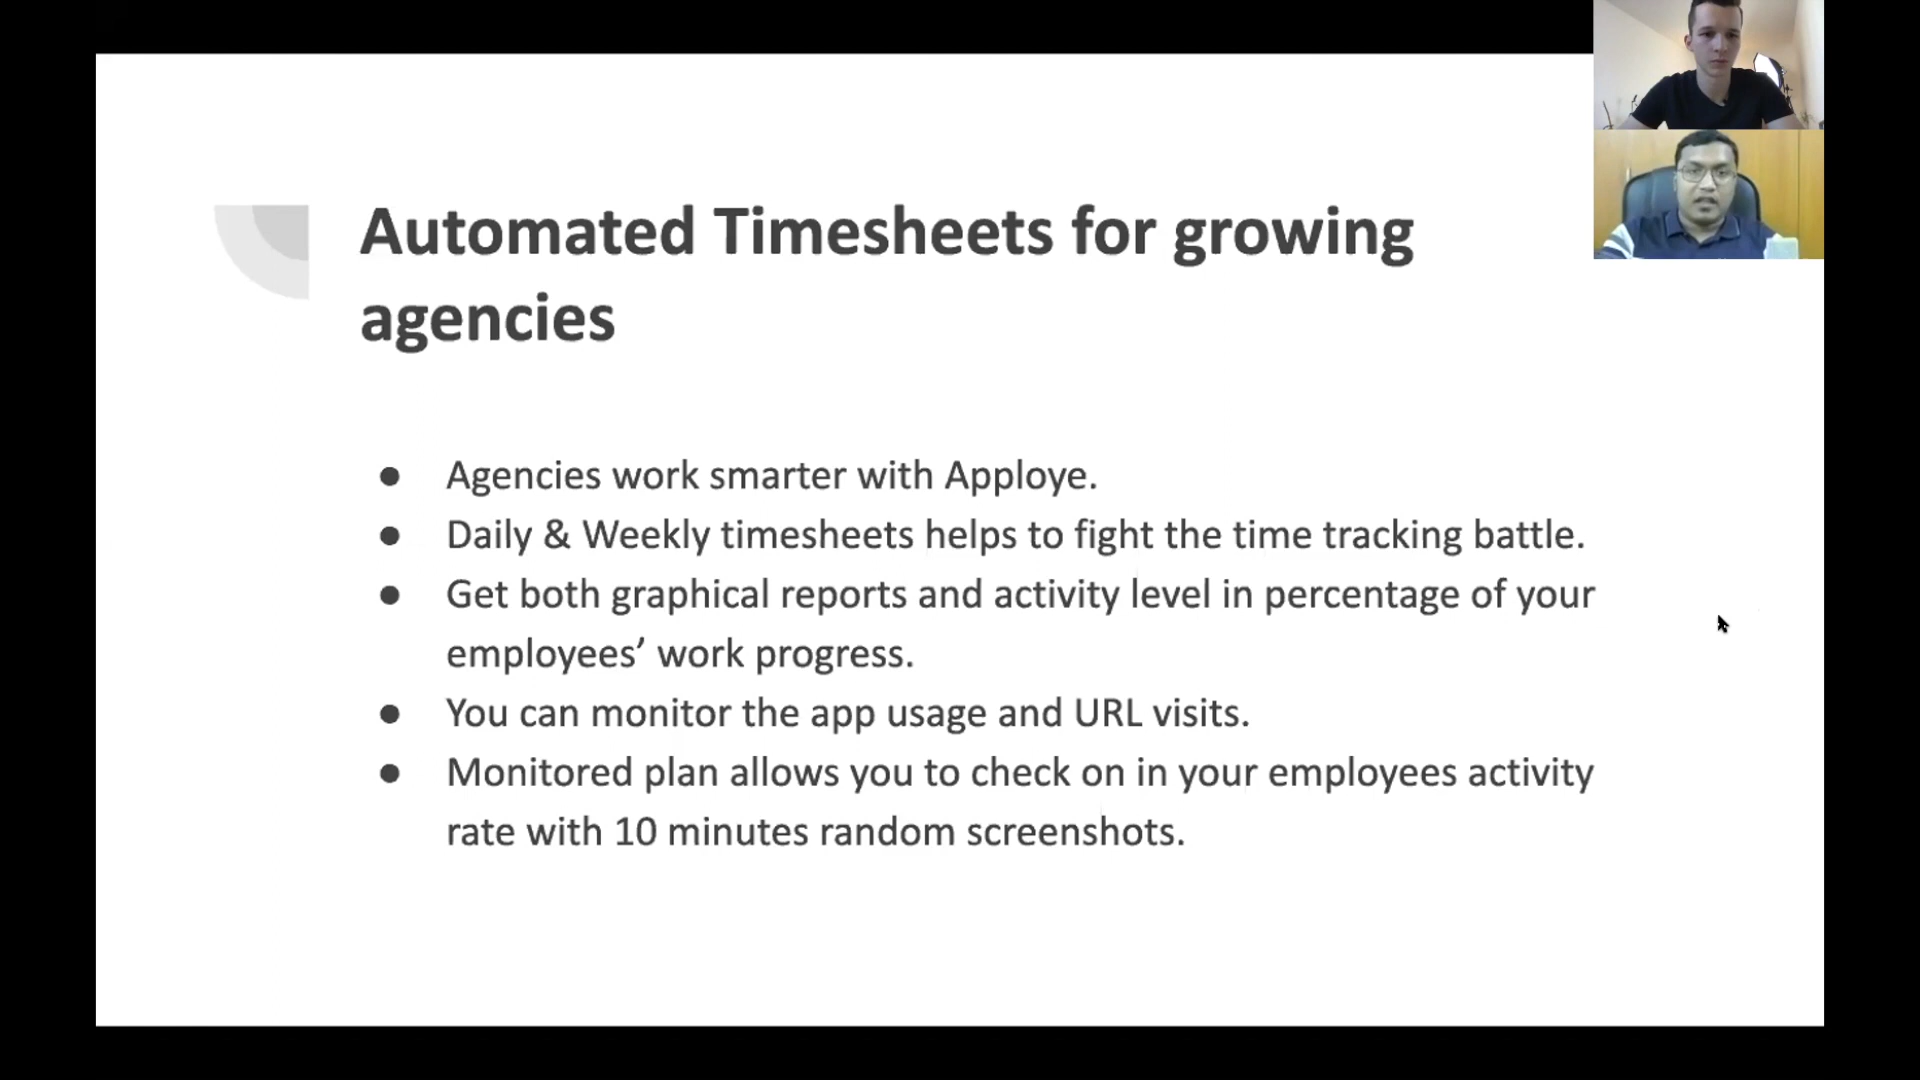 Automated Timesheets for growing
agencies
● Agencies work smarter with Apploye.
● Daily & Weekly timesheets helps to fight the time tracking battle.
● Get both graphical reports and activity level in percentage of your
employees’ work progress.
● You can monitor the app usage and URL visits.
● Monitored plan allows you to check on in your employees activity
rate with 10 minutes random screenshots.